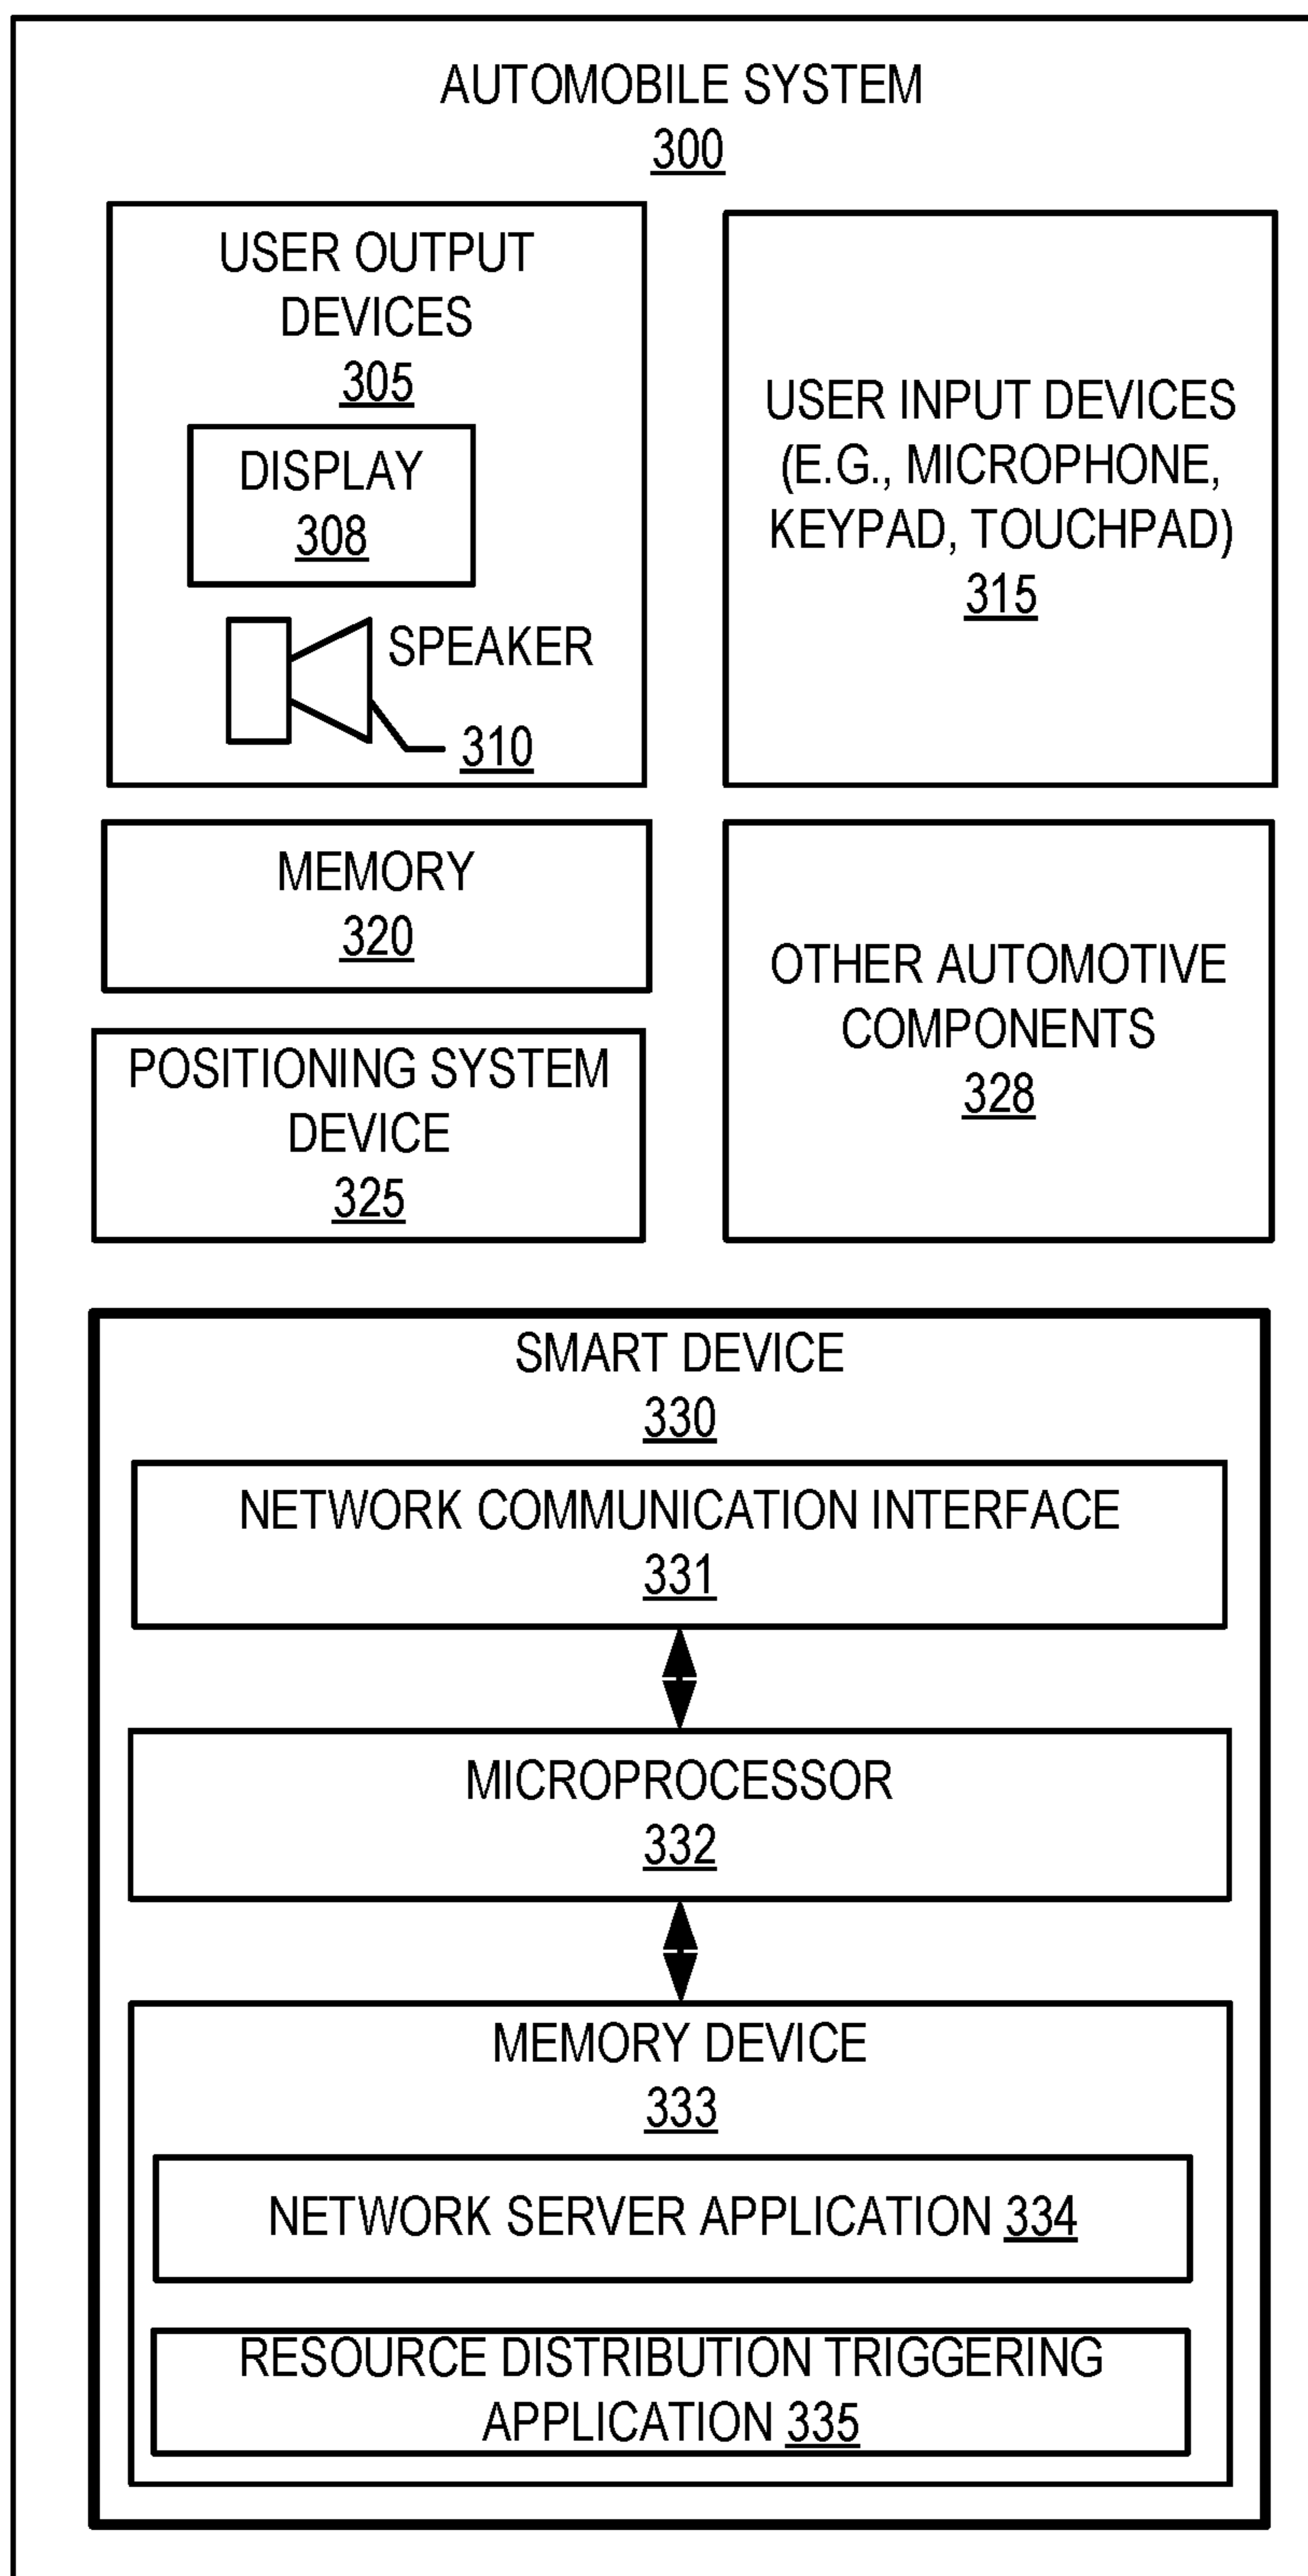 AUTOMOBILE SYSTEM
300
USER OUTPUT
DEVICES
305
DISPLAY
308
SPEAKER
310
USER INPUT DEVICES
(E.G., MICROPHONE,
KEYPAD, TOUCHPAD)
315
MEMORY
320
OTHER AUTOMOTIVE
COMPONENTS
328
POSITIONING SYSTEM
DEVICE
325
SMART DEVICE
330
NETWORK COMMUNICATION INTERFACE
331
MICROPROCESSOR
332
MEMORY DEVICE
333
NETWORK SERVER APPLICATION 334
RESOURCE DISTRIBUTION TRIGGERING
APPLICATION 335